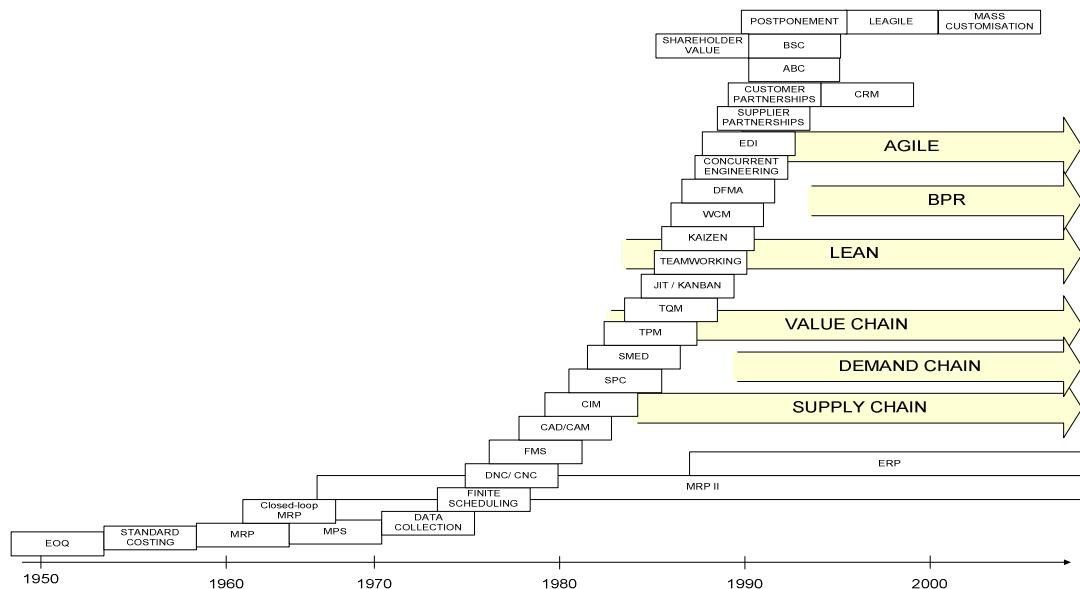 POSTPONEMENT
LEAGILE
MASS
CUSTOMISATION
SHAREHOLDER
VALUE
BSC
ABC
CUSTOMER
PARTNERSHIPS
CRM
SUPPLIER
PARTNERSHIPS
EDI
AGILE
CONCURRENT
ENGINEERING
DFMA
BPR
WCM
KAIZEN
LEAN
TEAMWORKING
JIT / KANBAN
TQM
VALUE CHAIN
TPM
SMED
DEMAND CHAIN
SPC
CIM
SUPPLY CHAIN
CAD/CAM
FMS
ERP
DNC/ CNC
MRP II
FINITE
SCHEDULING
Closed-loop
MRP
DATA
COLLECTION
MPS
MRP
STANDARD
COSTING
EOQ
1950
1960
1970
1980
1990
2000